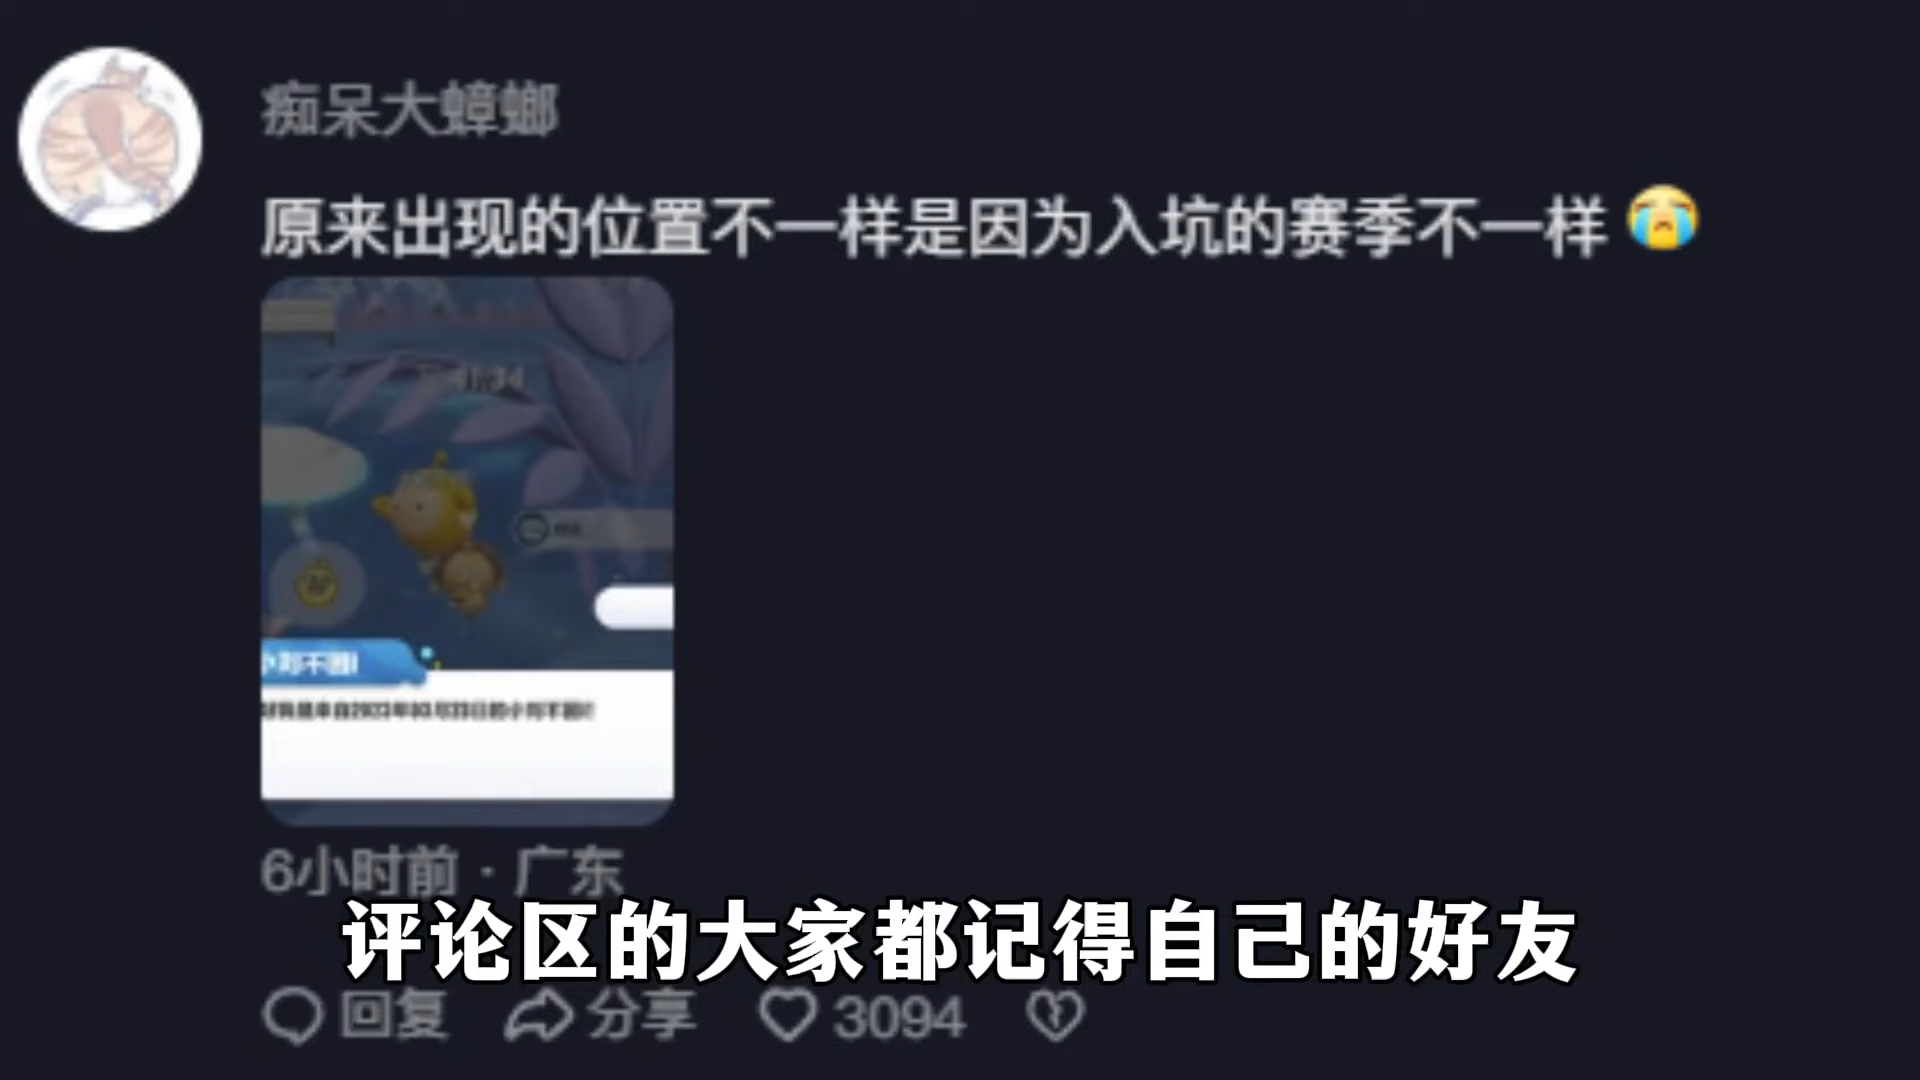 痴呆大蟑螂
原来出现的位置不一样是因为入坑的赛季不一样
6小时前·广东
评论区的大家都记得自己的好友
回复 分享 3094